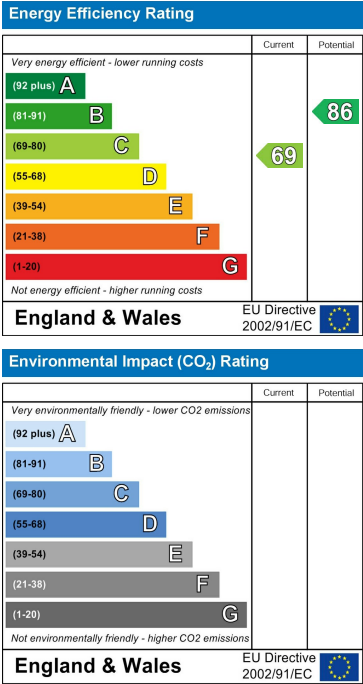 Energy Efficiency Rating
Current Potential
Very energy efficient - lower running costs
(92 plus) A
(81-91) B
86
(69-80) C
69
(55-68) D
(39-54) E
(21-38) F
(1-20) G
Not energy efficient - higher running costs
England & Wales
EU Directive
2002/91/EC
Environmental Impact (CO₂) Rating
Current Potential
Very environmentally friendly - lower CO2 emissions
(92 plus) A
(81-91) B
(69-80) C
(55-68) D
(39-54) E
(21-38) F
(1-20) G
Not environmentally friendly - higher CO2 emissions
England & Wales
EU Directive
2002/91/EC